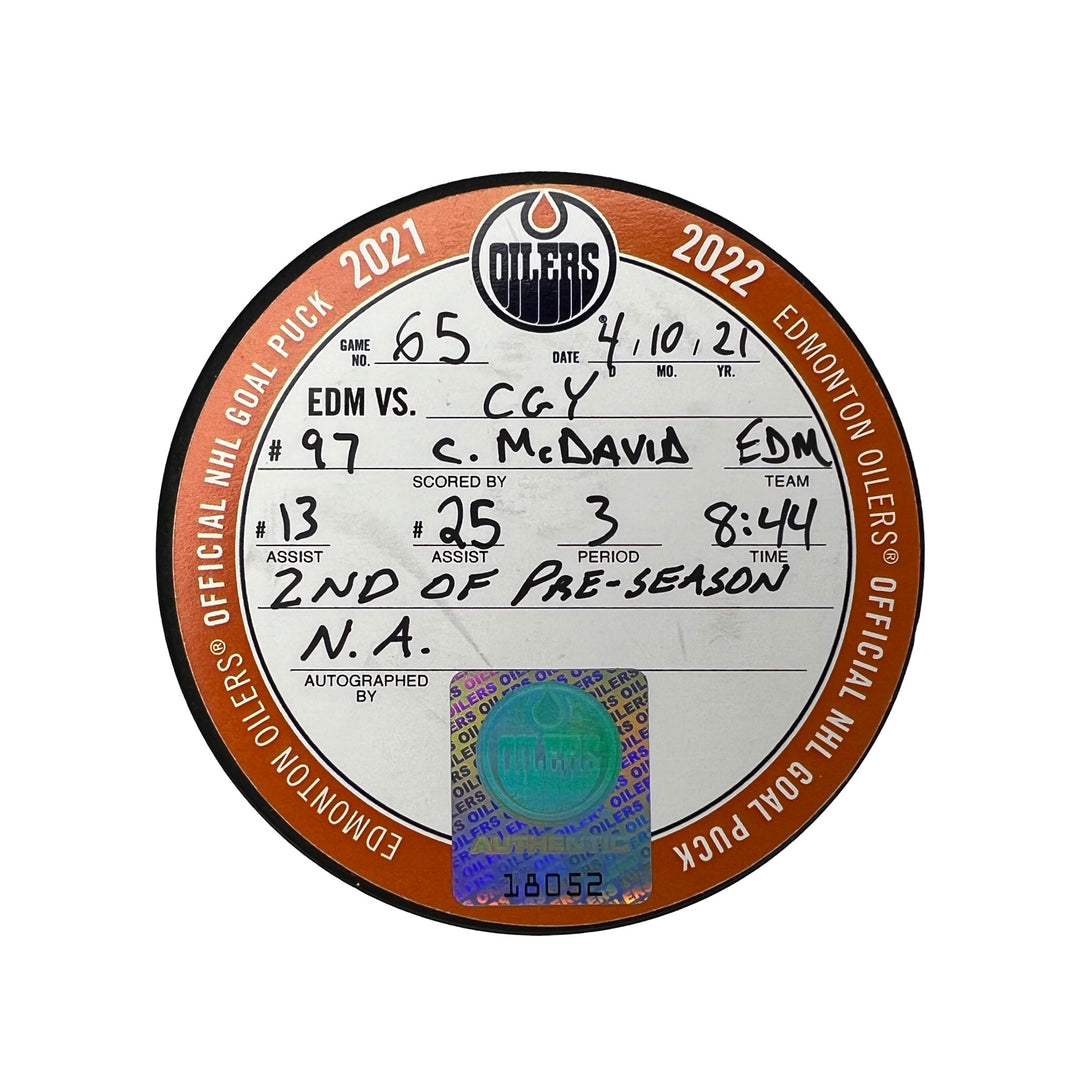 EDMONTON OILERS® OFFICIAL NHL GOAL PUCK 2021
OILERS
2022 EDMONTON OILERS® OFFICIAL NHL GOAL PUCK
GAME NO. 65 DATE 4, 10, 21
D MO. YR.
EDM VS. CGY
# 97 C. McDAVID EDM
SCORED BY TEAM
# 13 # 25 3 8:44
ASSIST ASSIST PERIOD TIME
2ND OF PRE-SEASON
N.A.
AUTOGRAPHED BY
OILERS
AUTHENTIC
18052